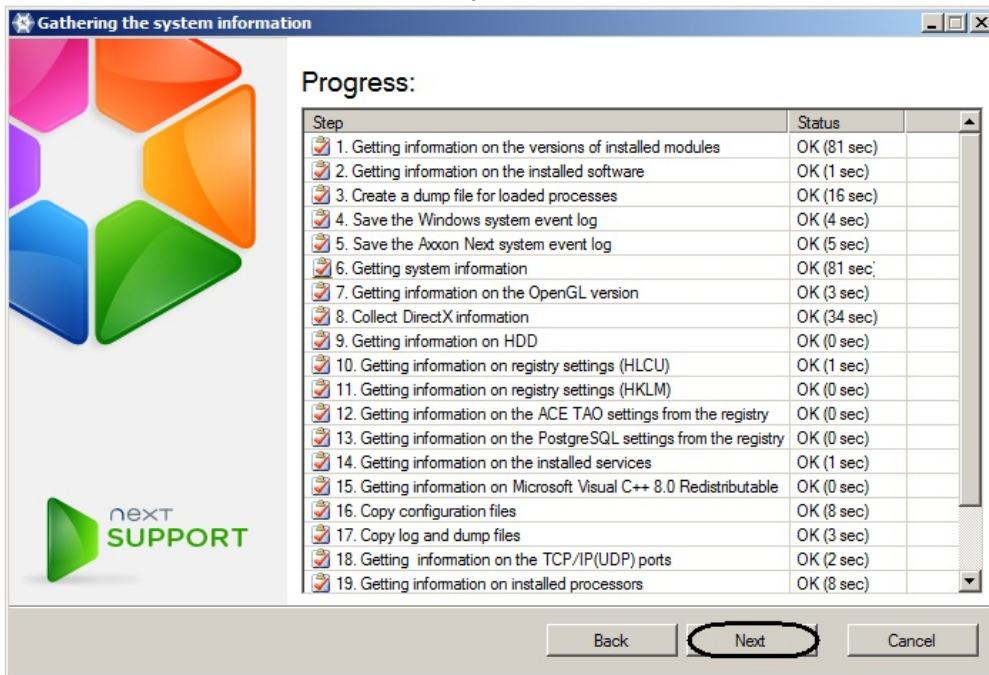 Gathering the system information
Progress:
Step Status
1. Getting information on the versions of installed modules OK (81 sec)
2. Getting information on the installed software OK (1 sec)
3. Create a dump file for loaded processes OK (16 sec)
4. Save the Windows system event log OK (4 sec)
5. Save the Axxon Next system event log OK (5 sec)
6. Getting system information OK (81 sec)
7. Getting information on the OpenGL version OK (3 sec)
8. Collect DirectX information OK (34 sec)
9. Getting information on HDD OK (0 sec)
10. Getting information on registry settings (HLCU) OK (1 sec)
11. Getting information on registry settings (HKLM) OK (0 sec)
12. Getting information on the ACE TAO settings from the registry OK (0 sec)
13. Getting information on the PostgreSQL settings from the registry OK (0 sec)
14. Getting information on the installed services OK (1 sec)
15. Getting information on Microsoft Visual C++ 8.0 Redistributable OK (0 sec)
16. Copy configuration files OK (8 sec)
17. Copy log and dump files OK (3 sec)
18. Getting information on the TCP/IP(UDP) ports OK (2 sec)
19. Getting information on installed processors OK (8 sec)
next
SUPPORT
Back Next Cancel